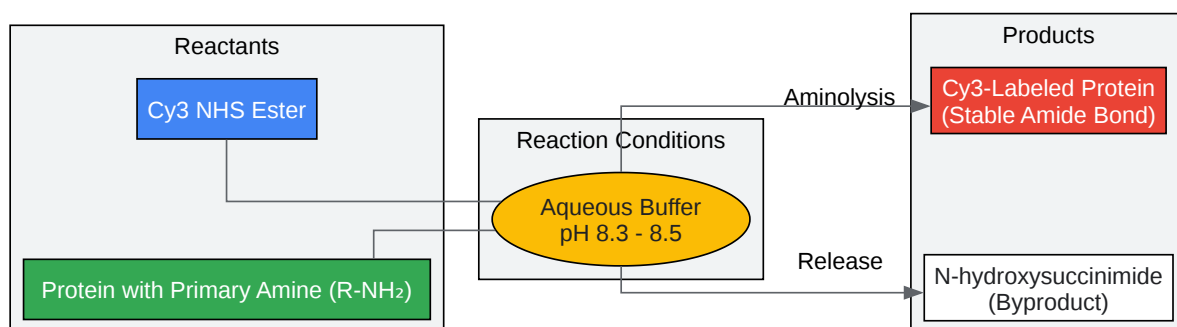 Reactants
Cy3 NHS Ester
Protein with Primary Amine (R-NH₂)
Reaction Conditions
Aqueous Buffer
pH 8.3 - 8.5
Aminolysis
Release
Products
Cy3-Labeled Protein
(Stable Amide Bond)
N-hydroxysuccinimide
(Byproduct)